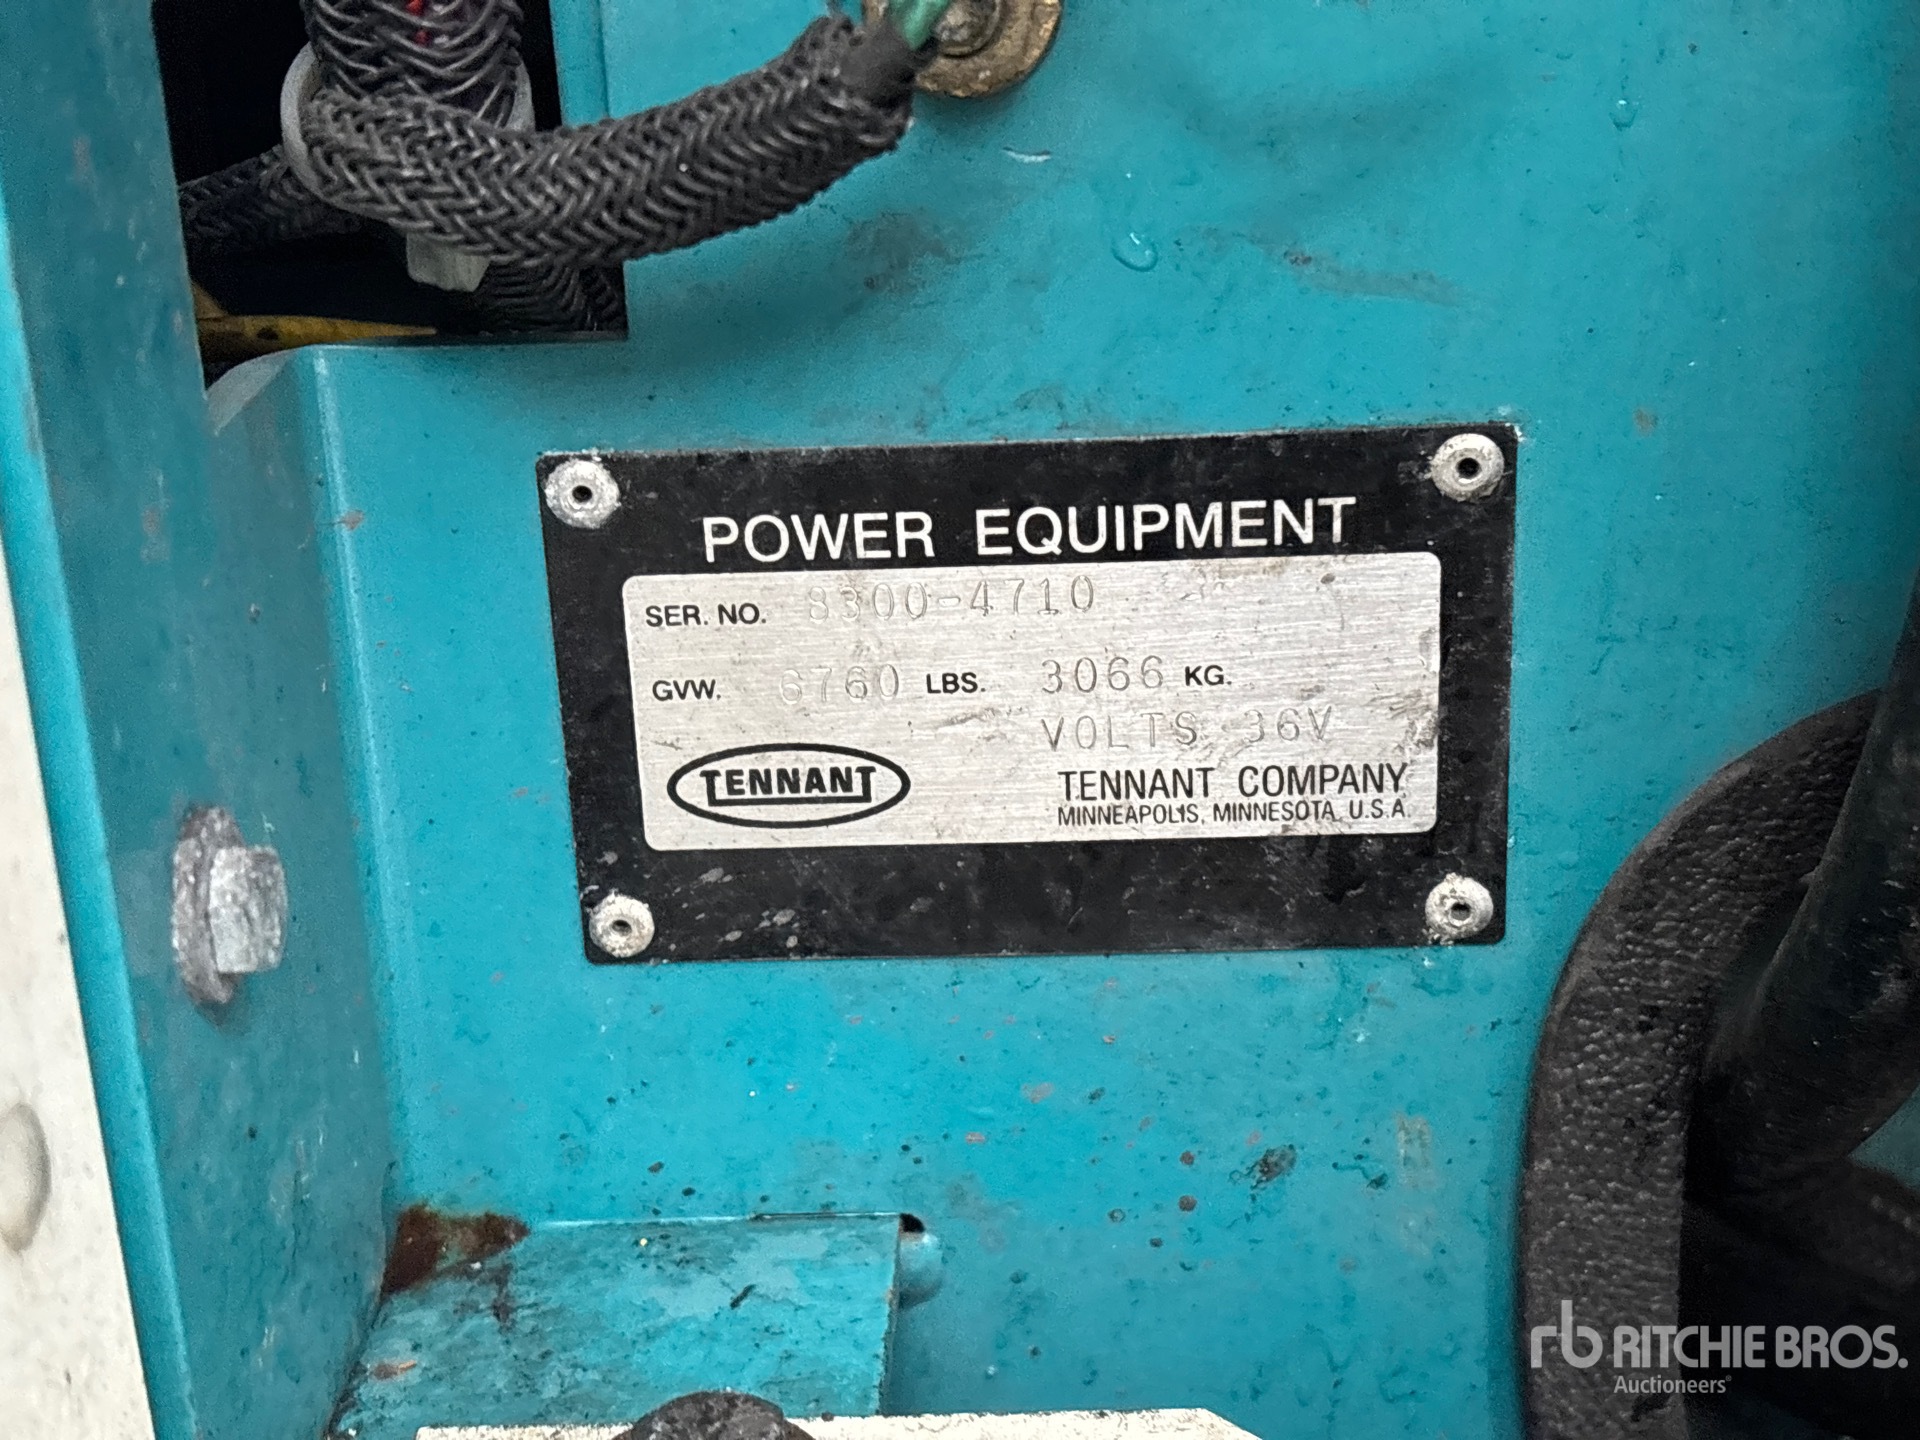 POWER EQUIPMENT
SER. NO. 8300-4710
GVW. 6760 LBS. 3066 KG.
VOLTS 36V
TENNANT
TENNANT COMPANY
MINNEAPOLIS, MINNESOTA U.S.A.
rb RITCHIE BROS.
Auctioneers